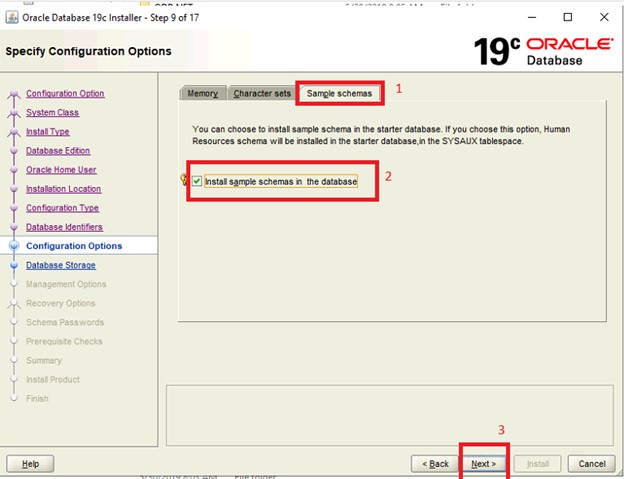 Oracle Database 19c Installer - Step 9 of 17
Specify Configuration Options
19c ORACLE
Database
Configuration Option
System Class
Install Type
Database Edition
Oracle Home User
Installation Location
Configuration Type
Database Identifiers
Configuration Options
Database Storage
Management Options
Recovery Options
Schema Passwords
Prerequisite Checks
Summary
Install Product
Finish
Memory Character sets Sample schemas 1
You can choose to install sample schema in the starter database. If you choose this option, Human
Resources schema will be installed in the starter database,in the SYSAUX tablespace.
Install sample schemas in the database 2
3
Help < Back Next > Install Cancel
File folder